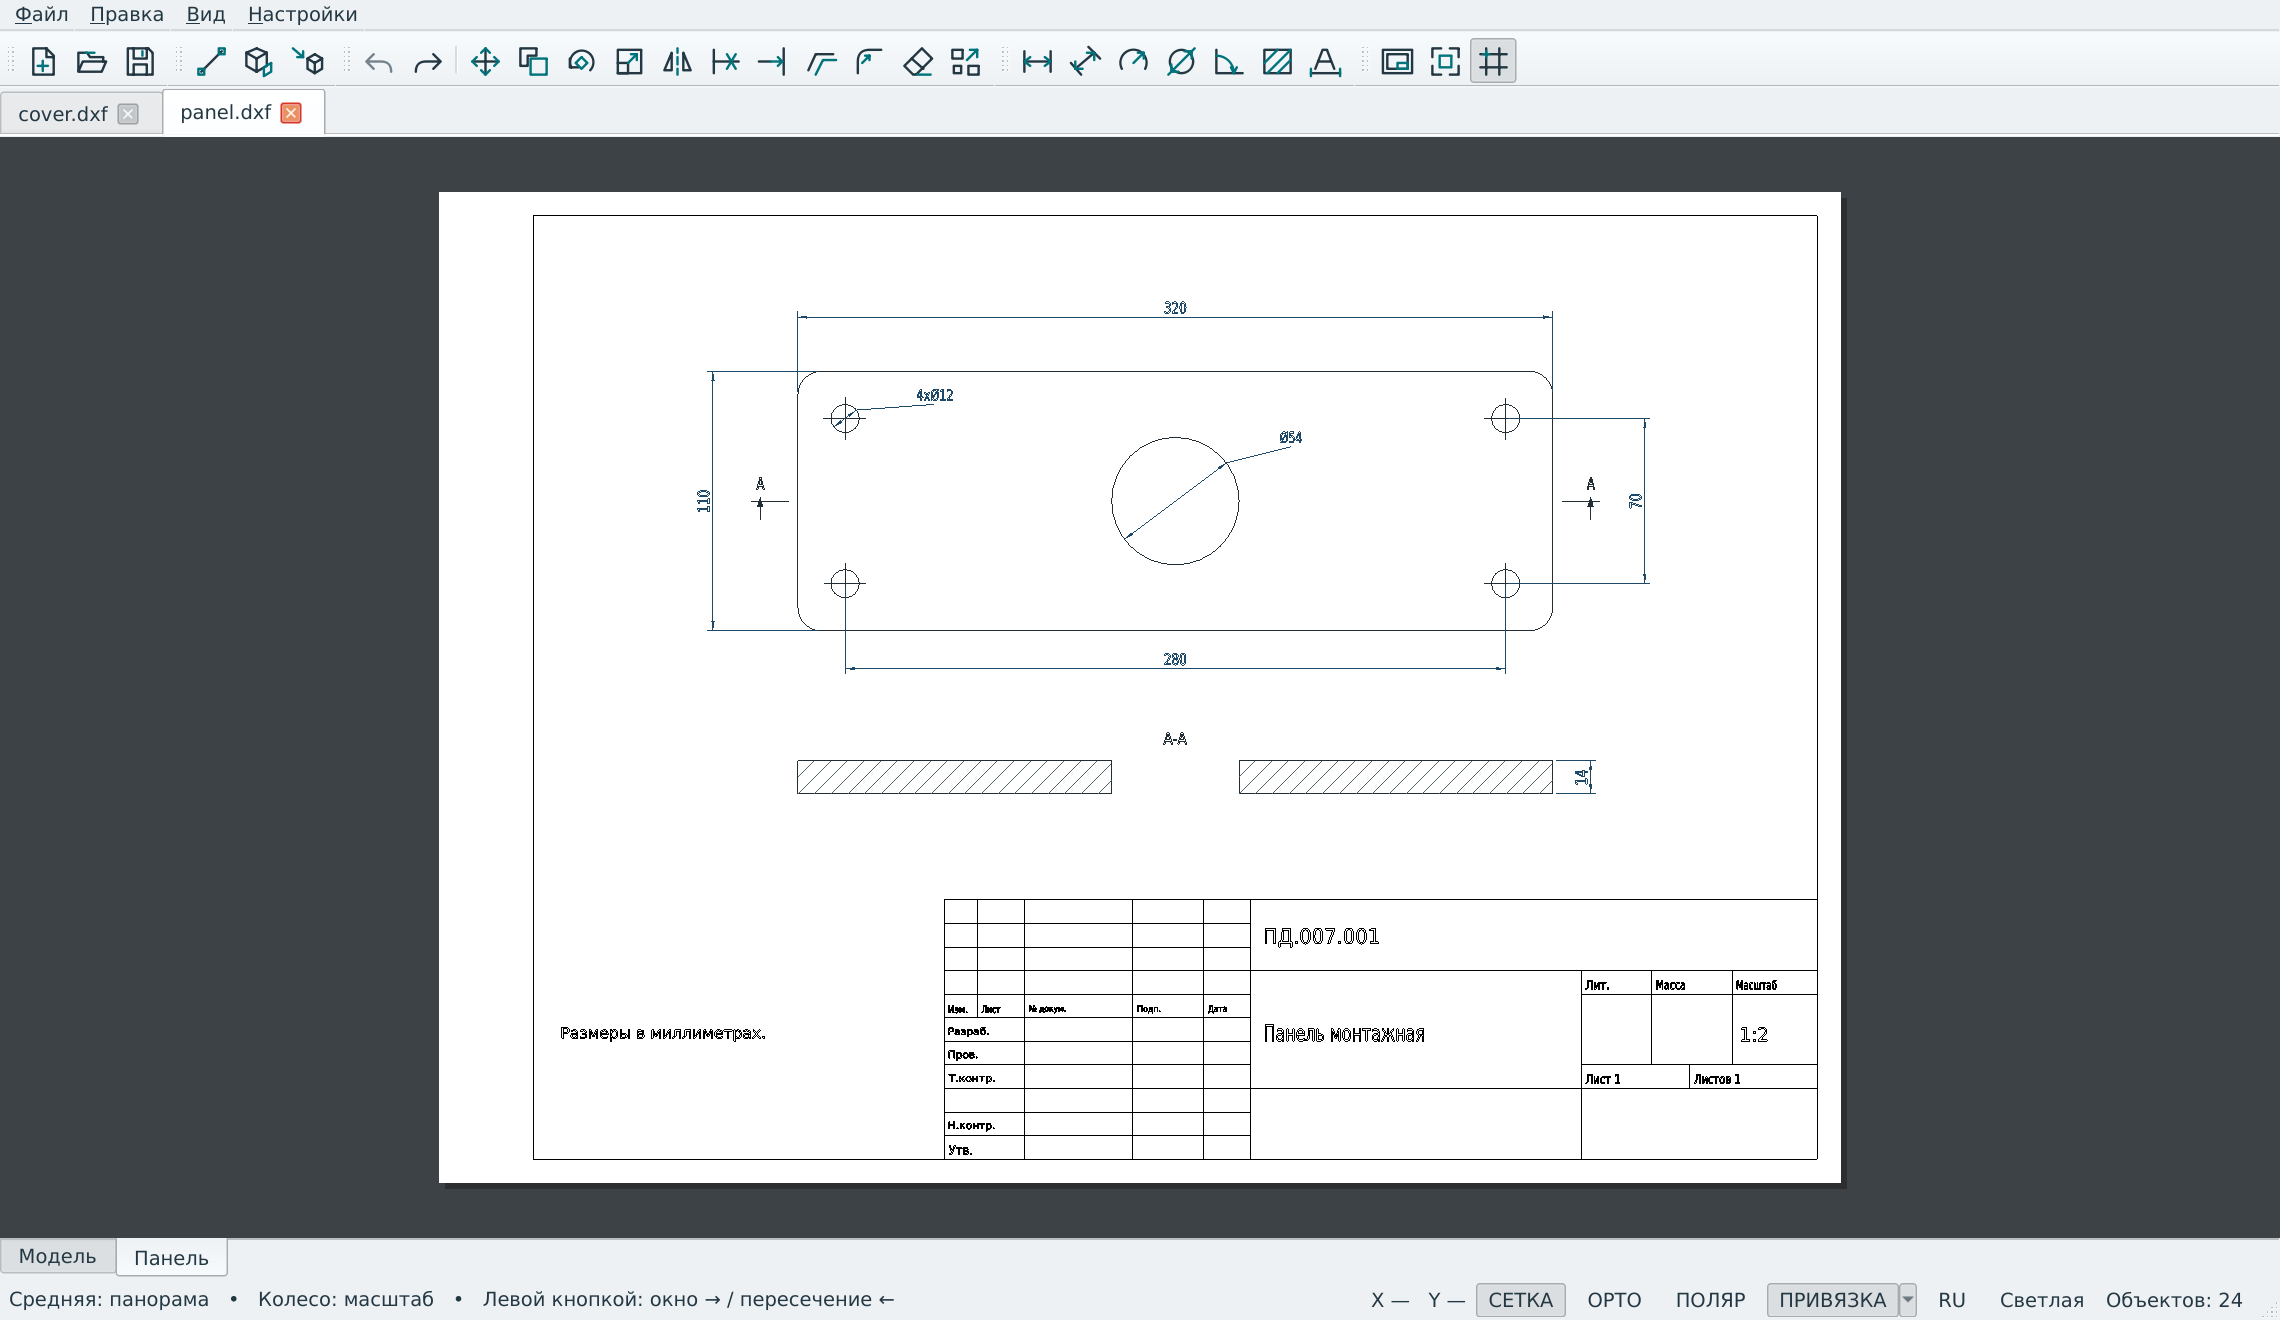 Файл Правка Вид Настройки
cover.dxf panel.dxf
320
4xØ12
Ø54
A A
110
70
280
A-A
14
ПД.007.001
Лит. Масса Масштаб
Изм. Лист № докум. Подп. Дата
Разраб.
Размеры в миллиметрах.
Панель монтажная
1:2
Пров.
Т.контр.
Лист 1 Листов 1
Н.контр.
Утв.
Модель Панель
Средняя: панорама • Колесо: масштаб • Левой кнопкой: окно → / пересечение ← X — Y — СЕТКА ОРТО ПОЛЯР ПРИВЯЗКА RU Светлая Объектов: 24